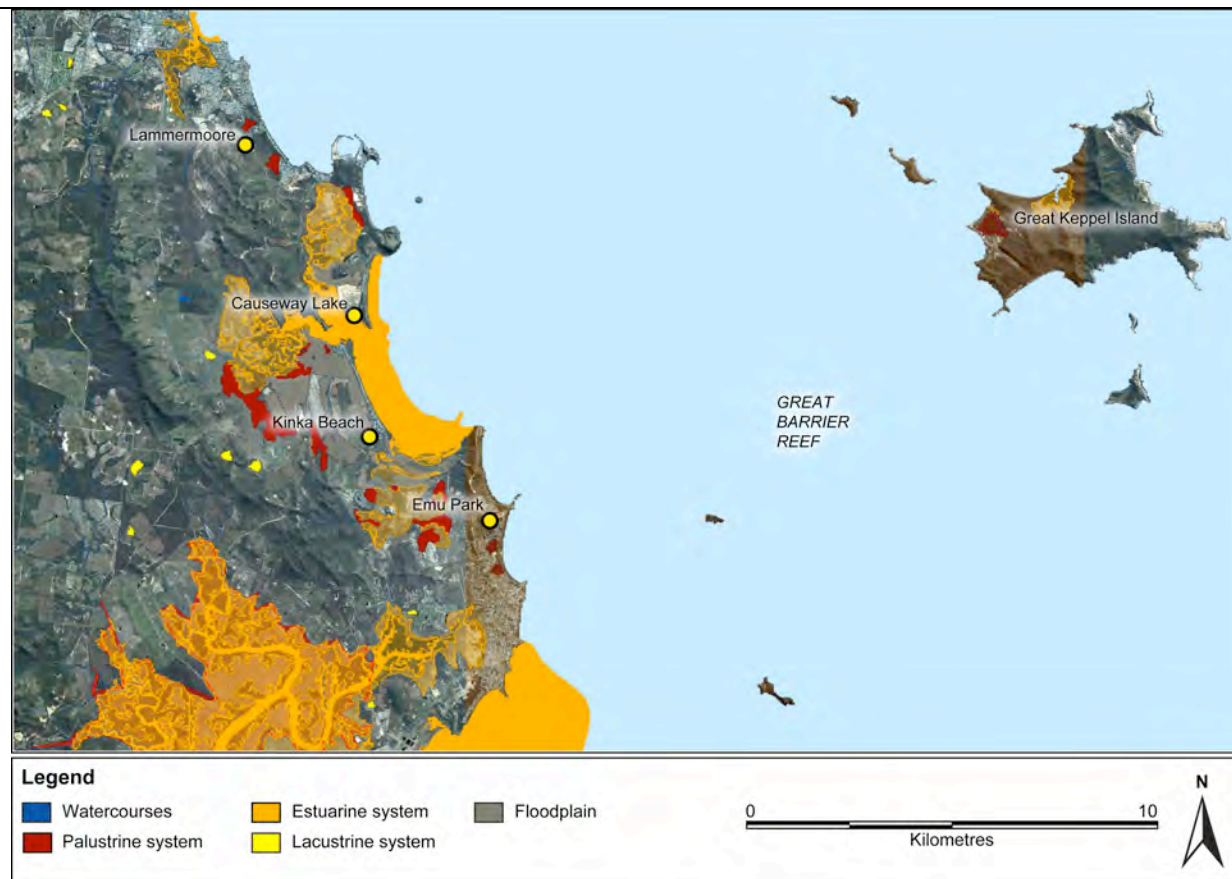 Lammermoore
Great Keppel Island
Causeway Lake
GREAT
BARRIER
REEF
Kinka Beach
Emu Park
Legend
Watercourses
Estuarine system
Floodplain
Palustrine system
Lacustrine system
0
10
Kilometres
N